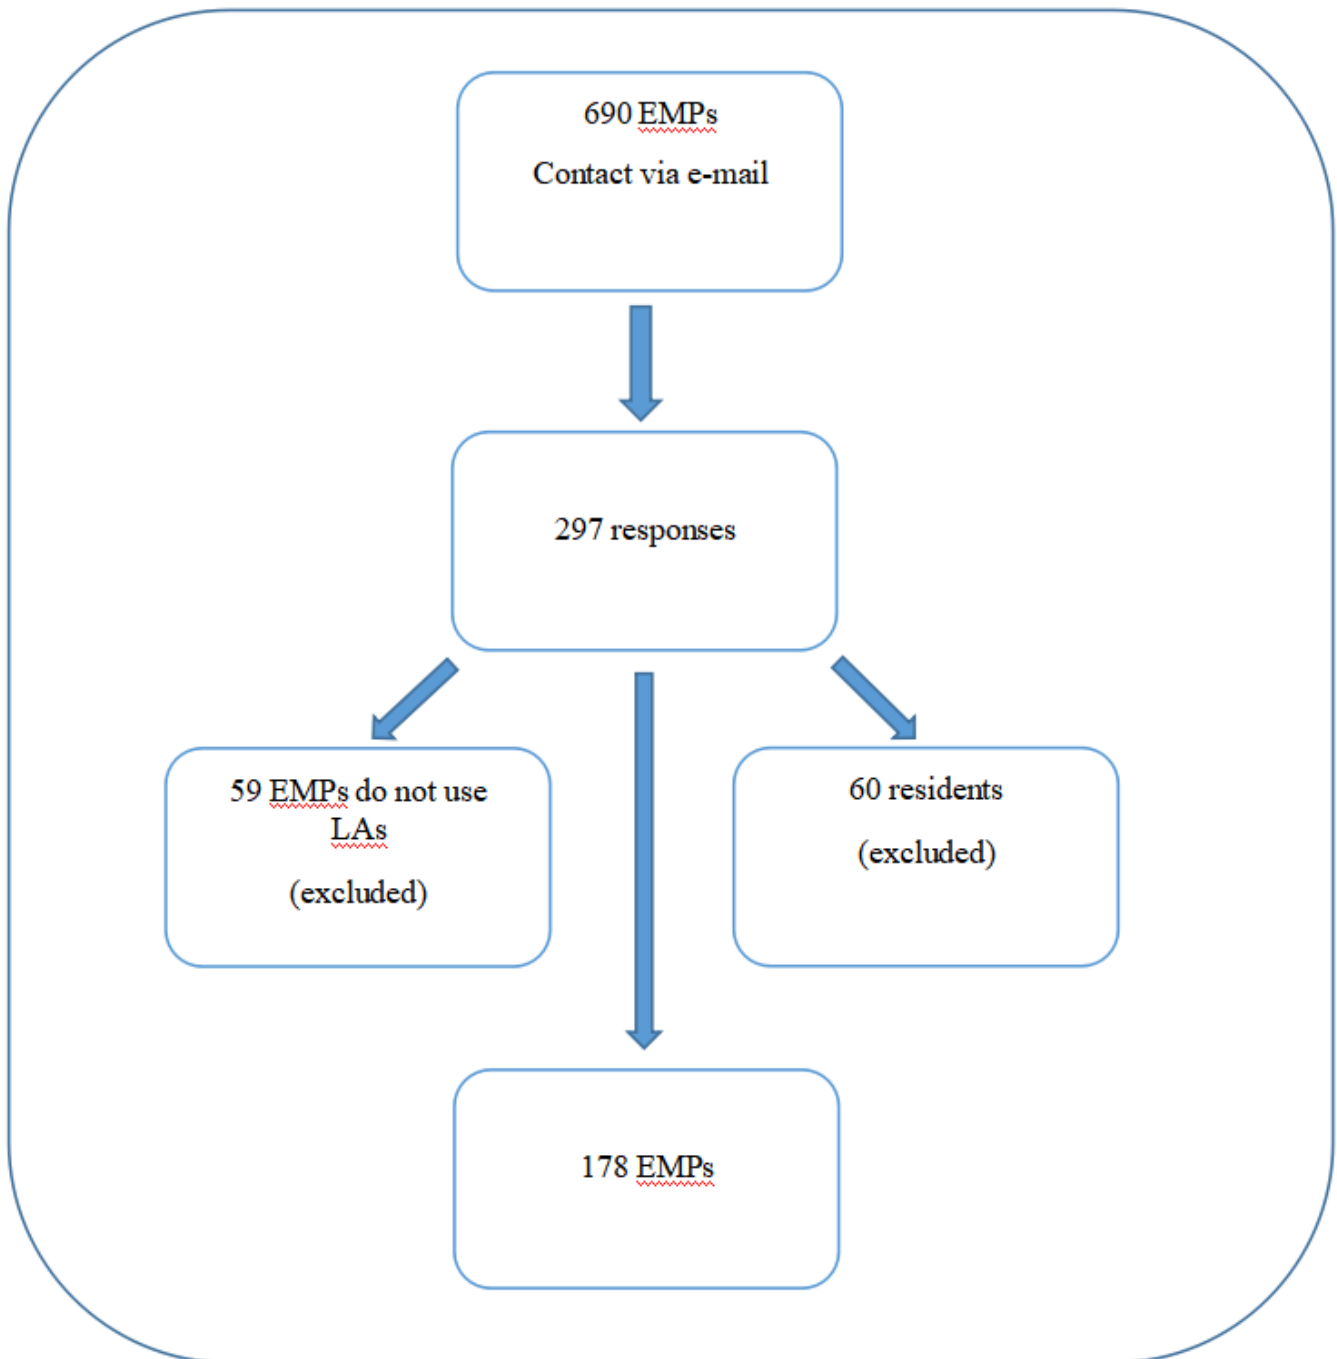 690 EMPs
Contact via e-mail
297 responses
59 EMPs do not use
LAs
(excluded)
60 residents
(excluded)
178 EMPs